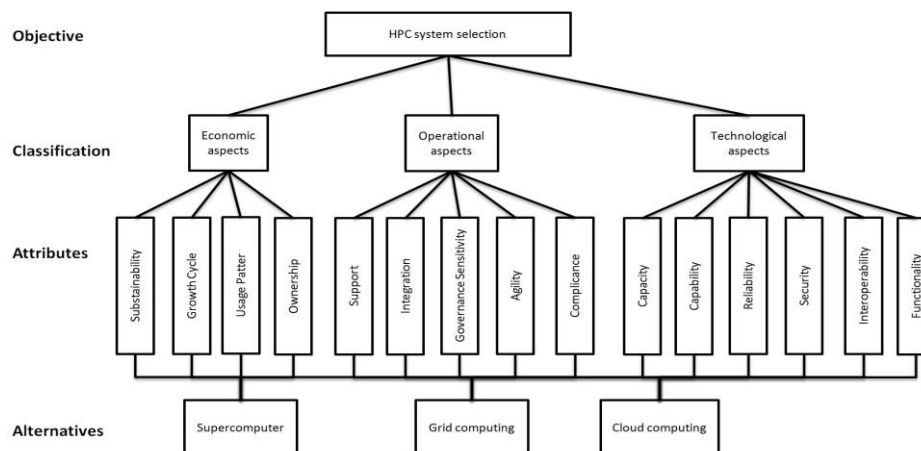 Objective
HPC system selection
Classification
Economic
aspects
Operational
aspects
Technological
aspects
Attributes
Substainability
Growth Cycle
Usage Patter
Ownership
Support
Integration
Governance Sensitivity
Agility
Complicance
Capacity
Capability
Reliability
Security
Interoperability
Functionality
Alternatives
Supercomputer
Grid computing
Cloud computing